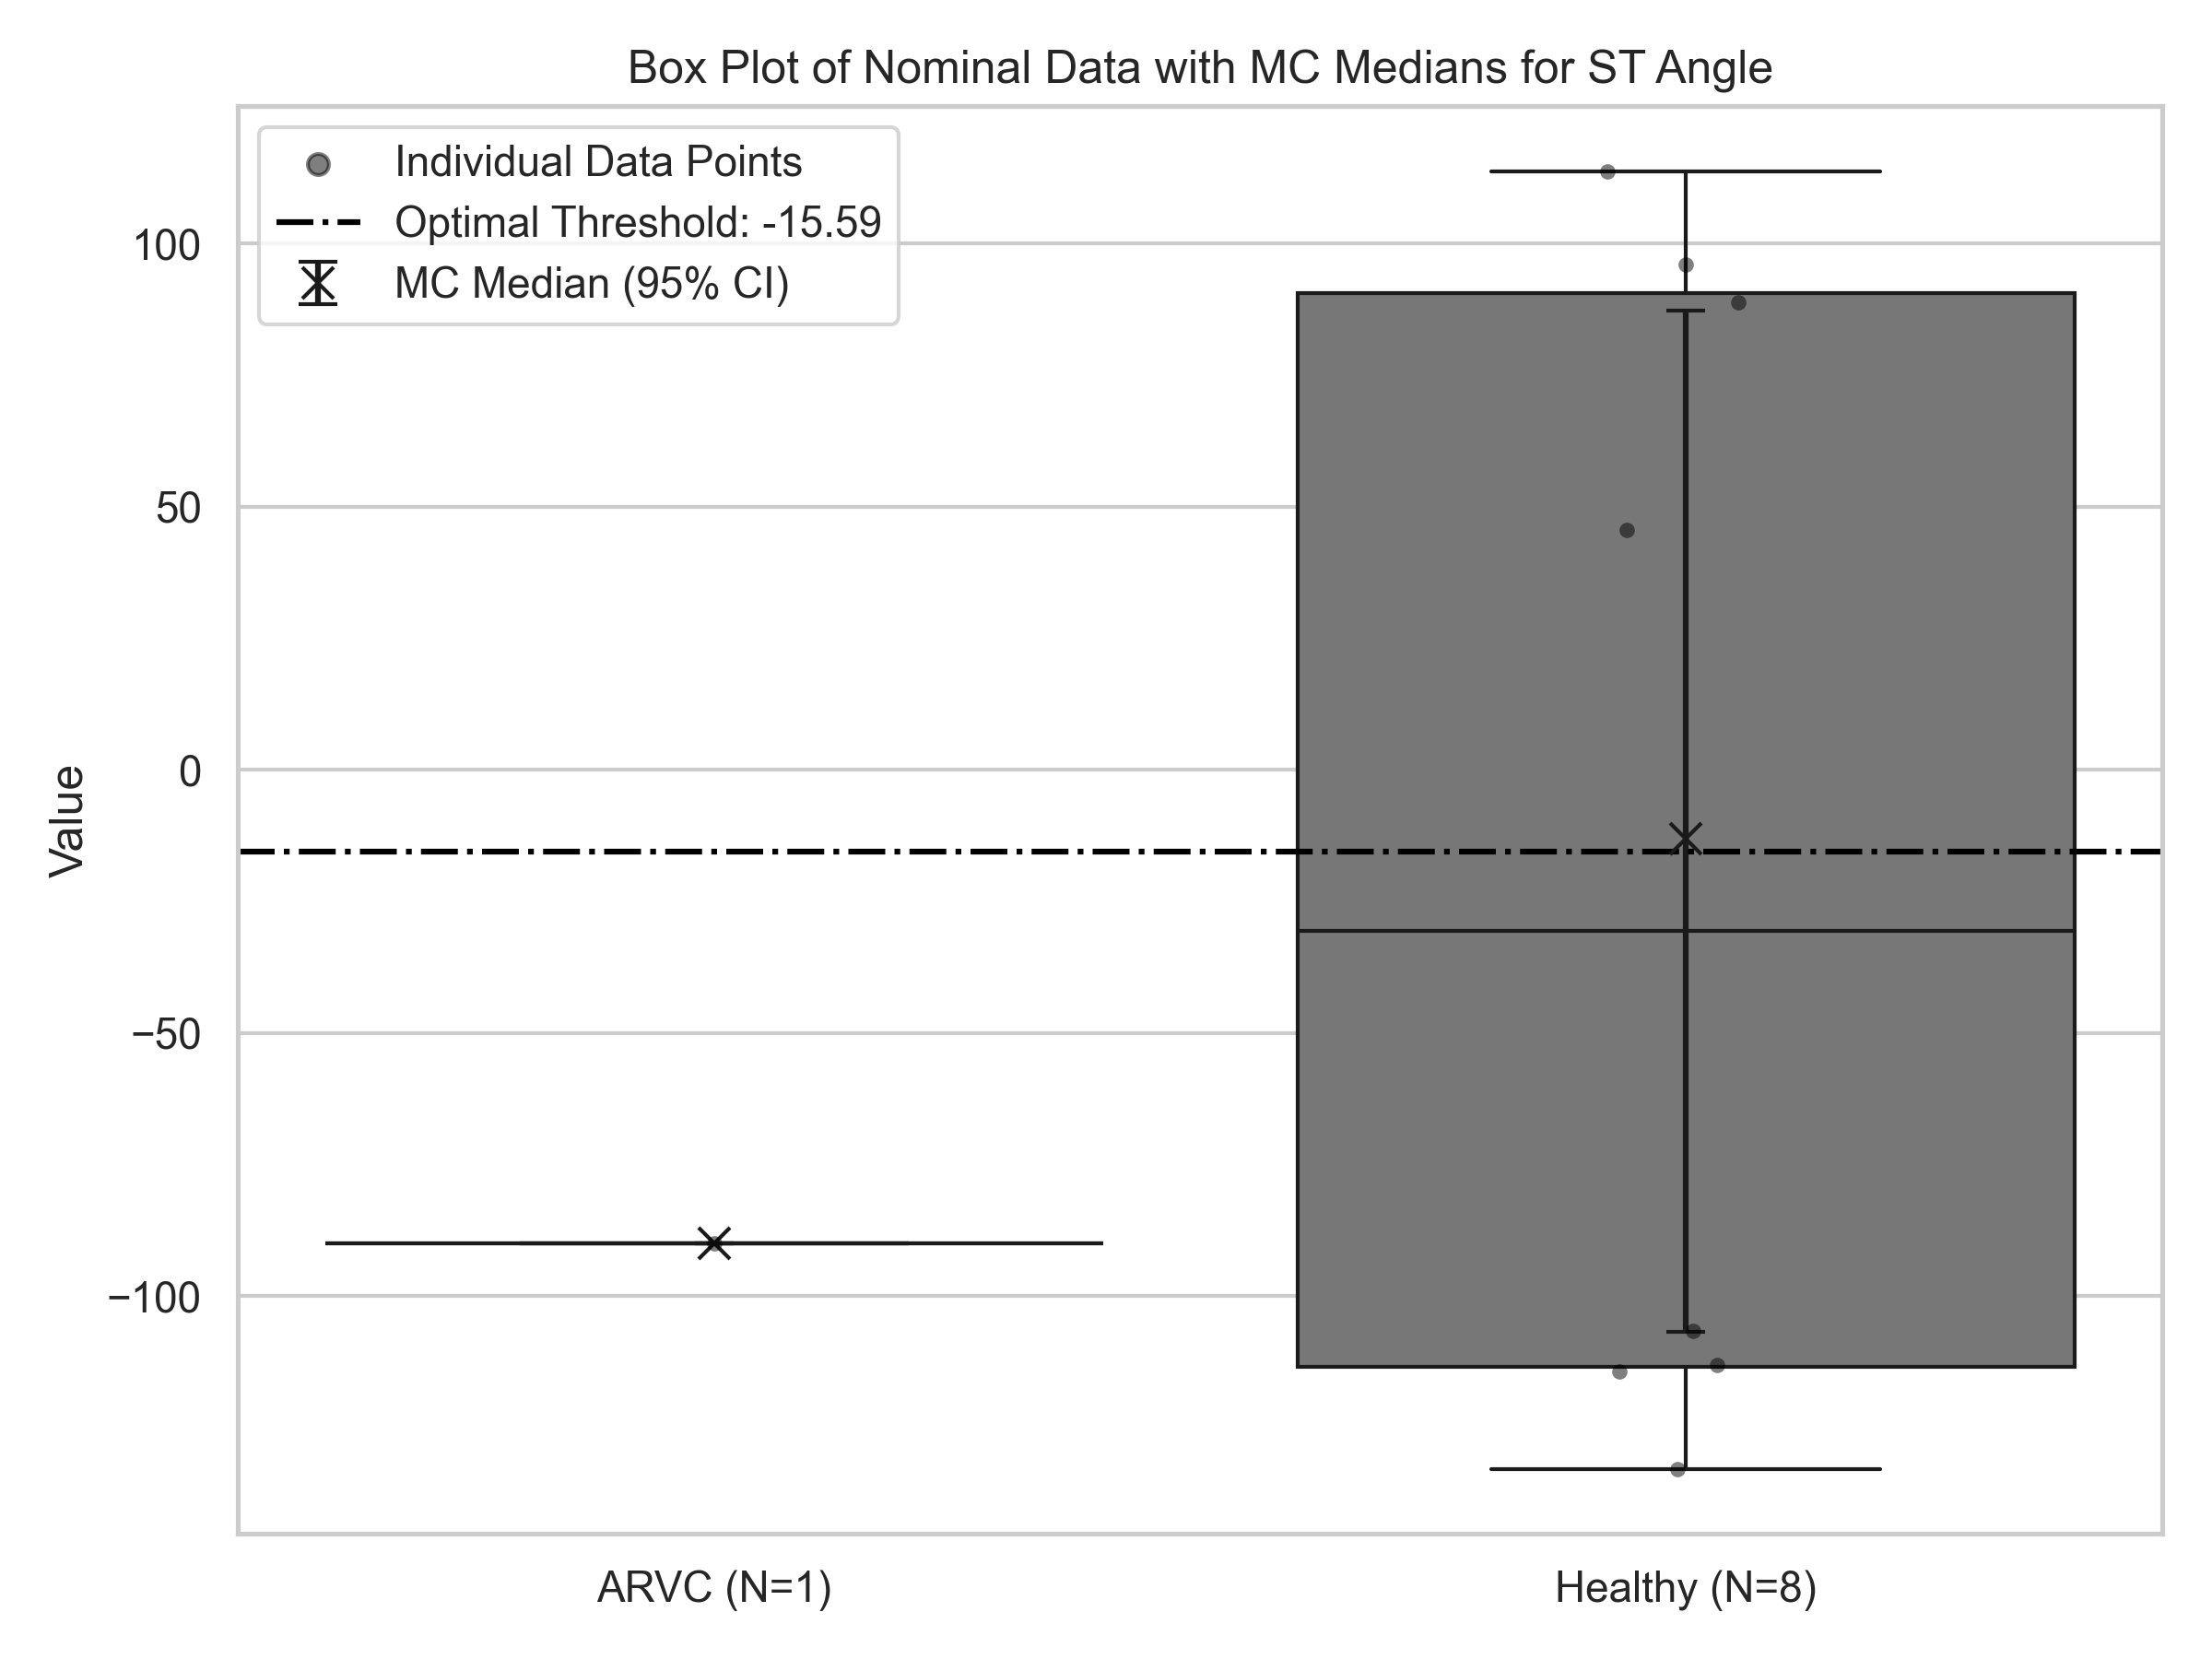 Box Plot of Nominal Data with MC Medians for ST Angle
Individual Data Points
Optimal Threshold: -15.59
MC Median (95% CI)
100
50
0
−50
−100
Value
ARVC (N=1)
Healthy (N=8)